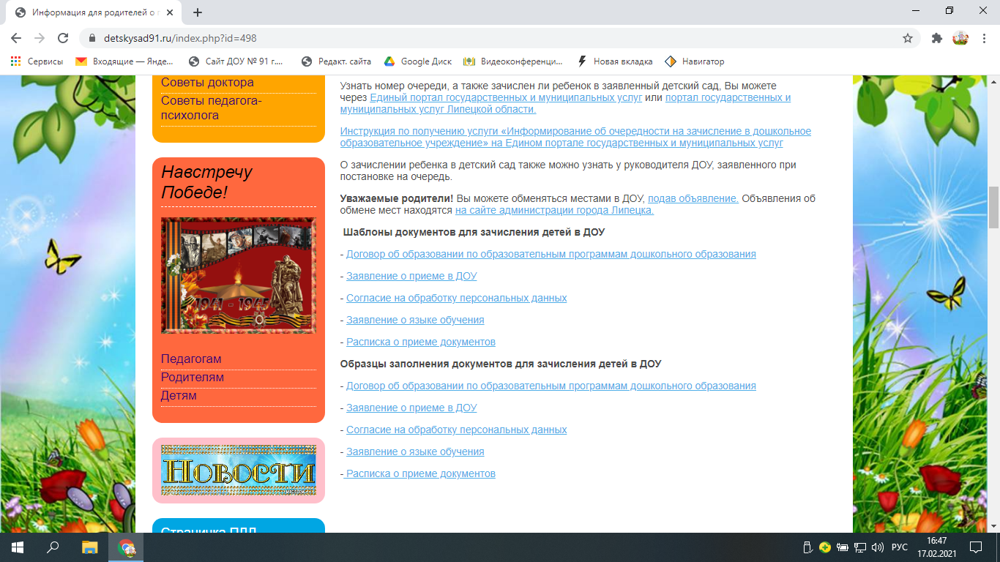 Информация для родителей о п
detskysad91.ru/index.php?id=498
Сервисы
Входящие — Янде...
Сайт ДОУ № 91 г....
Редакт. сайта
Google Диск
Видеоконференци...
Новая вкладка
Навигатор
Советы доктора
Советы педагога-
психолога
Навстречу
Победе!
1941 - 1945
Педагогам
Родителям
Детям
Новости
Страничка ПДД
Узнать номер очереди, а также зачислен ли ребенок в заявленный детский сад, Вы можете
через Единый портал государственных и муниципальных услуг или портал государственных и
муниципальных услуг Липецкой области.
Инструкция по получению услуги «Информирование об очередности на зачисление в дошкольное
образовательное учреждение» на Едином портале государственных и муниципальных услуг
О зачислении ребенка в детский сад также можно узнать у руководителя ДОУ, заявленного при
постановке на очередь.
Уважаемые родители! Вы можете обменяться местами в ДОУ, подав объявление. Объявления об
обмене мест находятся на сайте администрации города Липецка.
Шаблоны документов для зачисления детей в ДОУ
- Договор об образовании по образовательным программам дошкольного образования
- Заявление о приеме в ДОУ
- Согласие на обработку персональных данных
- Заявление о языке обучения
- Расписка о приеме документов
Образцы заполнения документов для зачисления детей в ДОУ
- Договор об образовании по образовательным программам дошкольного образования
- Заявление о приеме в ДОУ
- Согласие на обработку персональных данных
- Заявление о языке обучения
- Расписка о приеме документов
РУС
16:47
17.02.2021